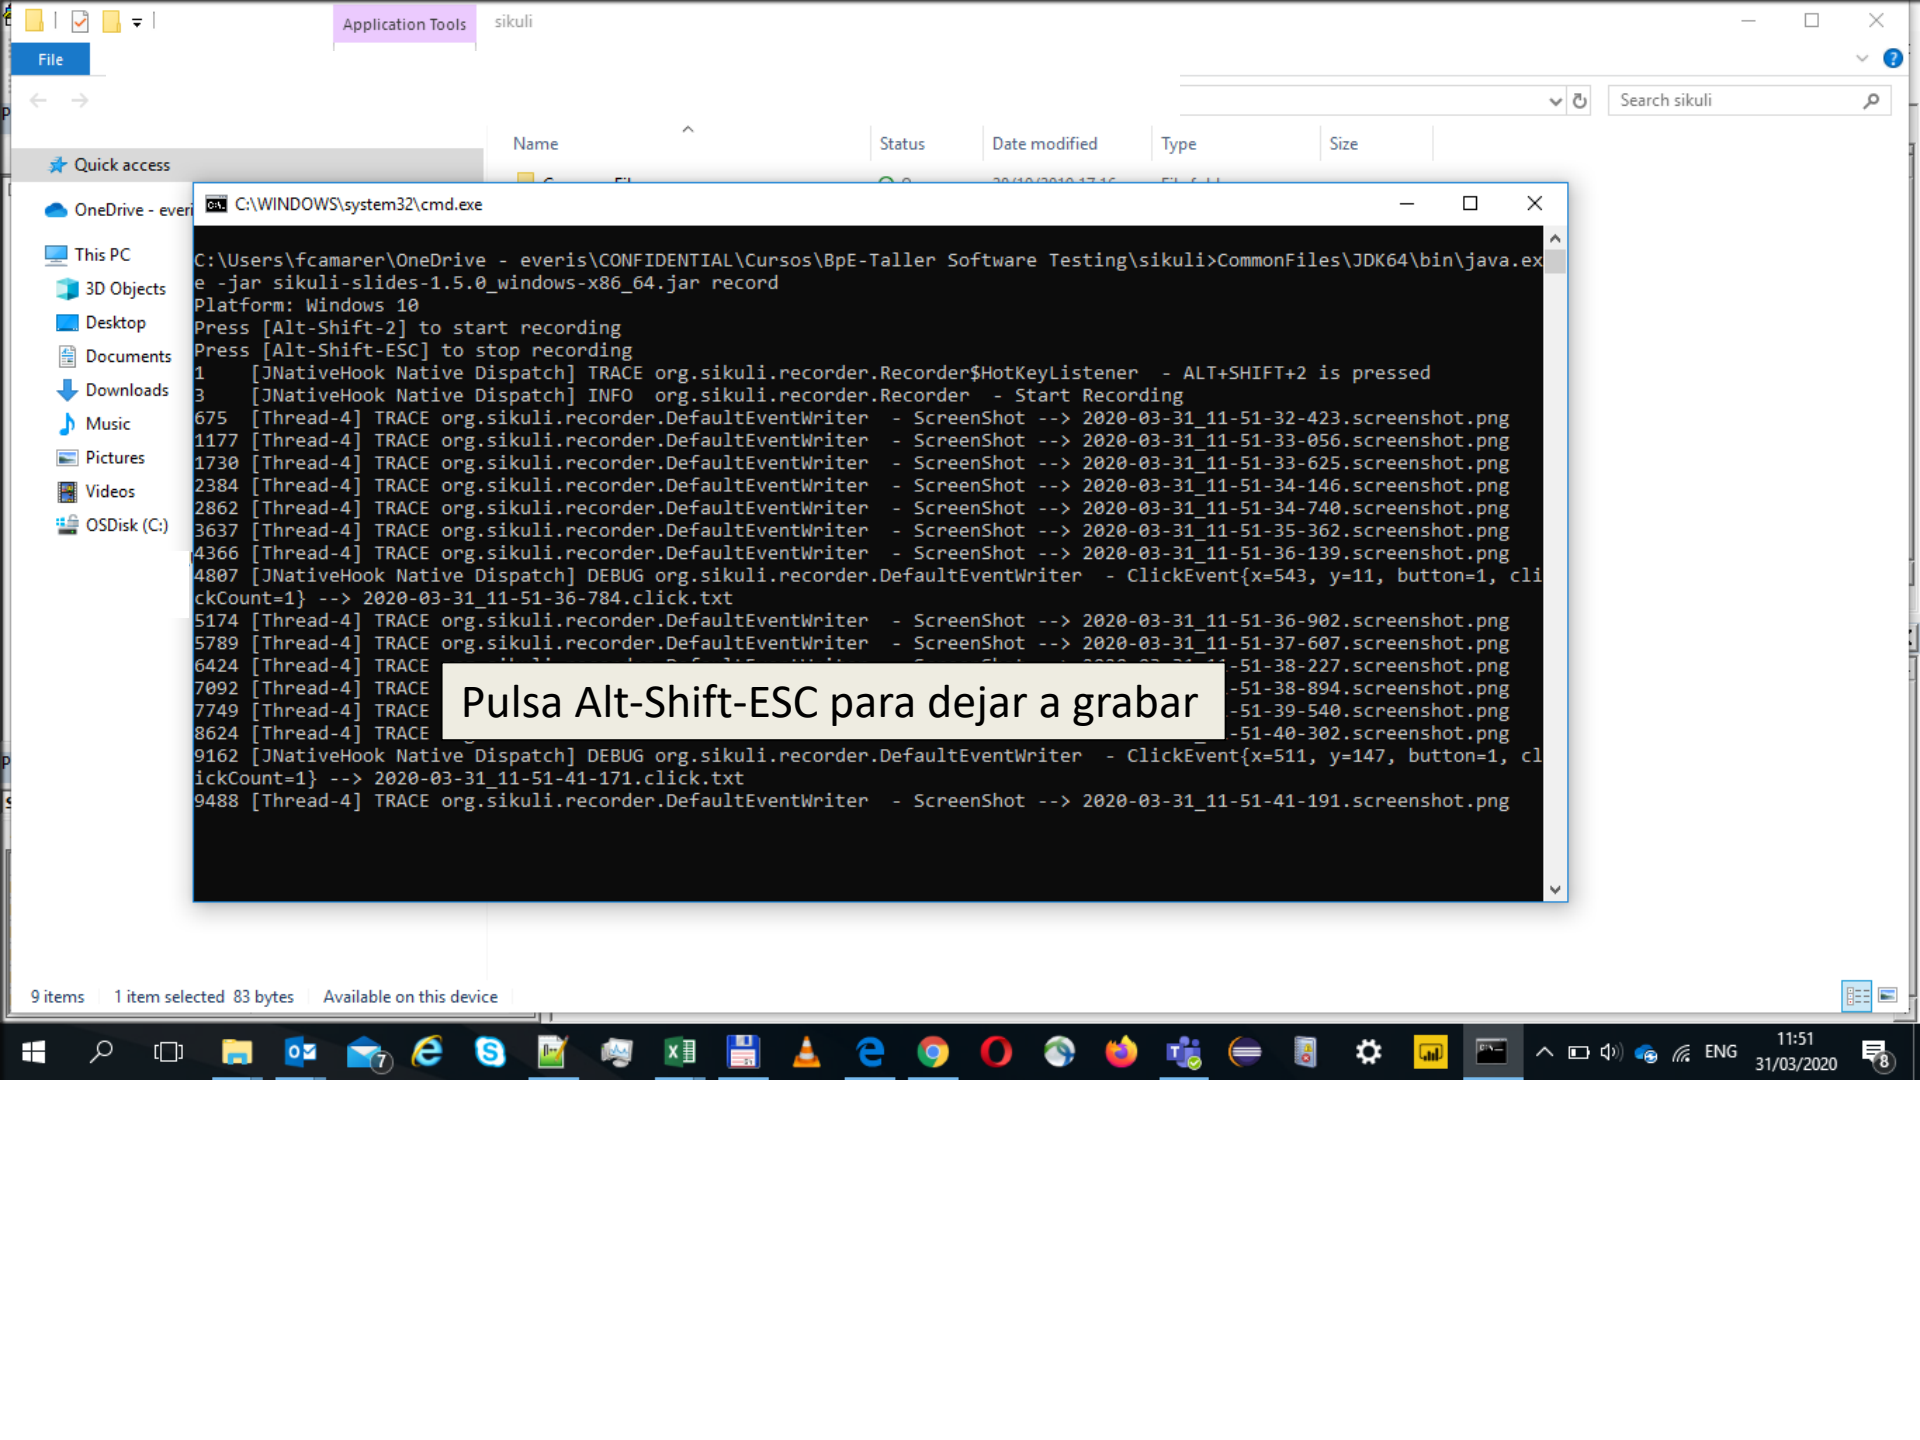 Application Tools
sikuli
File
Search sikuli
Name
Status
Date modified
Type
Size
Quick access
OneDrive - everi
This PC
3D Objects
Desktop
Documents
Downloads
Music
Pictures
Videos
OSDisk (C:)
C:\WINDOWS\system32\cmd.exe
C:\Users\fcamarer\OneDrive - everis\CONFIDENTIAL\Cursos\BpE-Taller Software Testing\sikuli>CommonFiles\JDK64\bin\java.ex
e -jar sikuli-slides-1.5.0_windows-x86_64.jar record
Platform: Windows 10
Press [Alt-Shift-2] to start recording
Press [Alt-Shift-ESC] to stop recording
1    [JNativeHook Native Dispatch] TRACE org.sikuli.recorder.Recorder$HotKeyListener  - ALT+SHIFT+2 is pressed
3    [JNativeHook Native Dispatch] INFO  org.sikuli.recorder.Recorder  - Start Recording
675  [Thread-4] TRACE org.sikuli.recorder.DefaultEventWriter  - ScreenShot --> 2020-03-31_11-51-32-423.screenshot.png
1177 [Thread-4] TRACE org.sikuli.recorder.DefaultEventWriter  - ScreenShot --> 2020-03-31_11-51-33-056.screenshot.png
1730 [Thread-4] TRACE org.sikuli.recorder.DefaultEventWriter  - ScreenShot --> 2020-03-31_11-51-33-625.screenshot.png
2384 [Thread-4] TRACE org.sikuli.recorder.DefaultEventWriter  - ScreenShot --> 2020-03-31_11-51-34-146.screenshot.png
2862 [Thread-4] TRACE org.sikuli.recorder.DefaultEventWriter  - ScreenShot --> 2020-03-31_11-51-34-740.screenshot.png
3637 [Thread-4] TRACE org.sikuli.recorder.DefaultEventWriter  - ScreenShot --> 2020-03-31_11-51-35-362.screenshot.png
4366 [Thread-4] TRACE org.sikuli.recorder.DefaultEventWriter  - ScreenShot --> 2020-03-31_11-51-36-139.screenshot.png
4807 [JNativeHook Native Dispatch] DEBUG org.sikuli.recorder.DefaultEventWriter  - ClickEvent{x=543, y=11, button=1, cli
ckCount=1} --> 2020-03-31_11-51-36-784.click.txt
5174 [Thread-4] TRACE org.sikuli.recorder.DefaultEventWriter  - ScreenShot --> 2020-03-31_11-51-36-902.screenshot.png
5789 [Thread-4] TRACE org.sikuli.recorder.DefaultEventWriter  - ScreenShot --> 2020-03-31_11-51-37-607.screenshot.png
6424 [Thread-4] TRACE -51-38-227.screenshot.png
7092 [Thread-4] TRACE -51-38-894.screenshot.png
7749 [Thread-4] TRACE -51-39-540.screenshot.png
8624 [Thread-4] TRACE -51-40-302.screenshot.png
Pulsa Alt-Shift-ESC para dejar a grabar
9162 [JNativeHook Native Dispatch] DEBUG org.sikuli.recorder.DefaultEventWriter  - ClickEvent{x=511, y=147, button=1, cl
ickCount=1} --> 2020-03-31_11-51-41-171.click.txt
9488 [Thread-4] TRACE org.sikuli.recorder.DefaultEventWriter  - ScreenShot --> 2020-03-31_11-51-41-191.screenshot.png
9 items 1 item selected 83 bytes Available on this device
7
ENG
11:51
31/03/2020
8